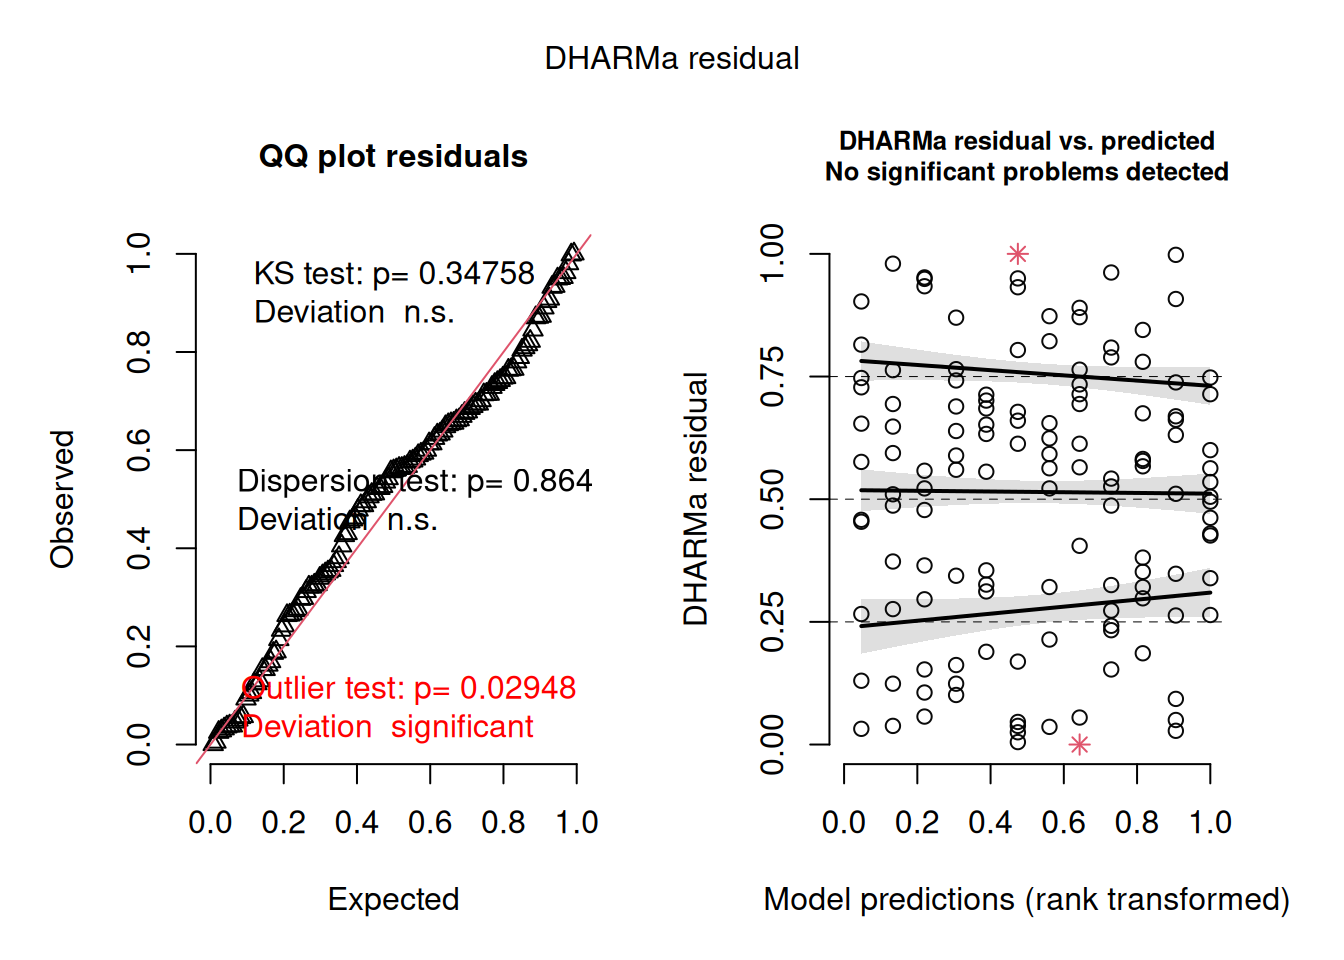 DHARMa residual
QQ plot residuals
KS test: p= 0.34758
Deviation  n.s.
Dispersion test: p= 0.864
Deviation  n.s.
Outlier test: p= 0.02948
Deviation  significant
Observed
0.0 0.2 0.4 0.6 0.8 1.0
0.0 0.2 0.4 0.6 0.8 1.0
Expected
DHARMa residual vs. predicted
No significant problems detected
DHARMa residual
0.00 0.25 0.50 0.75 1.00
0.0 0.2 0.4 0.6 0.8 1.0
Model predictions (rank transformed)